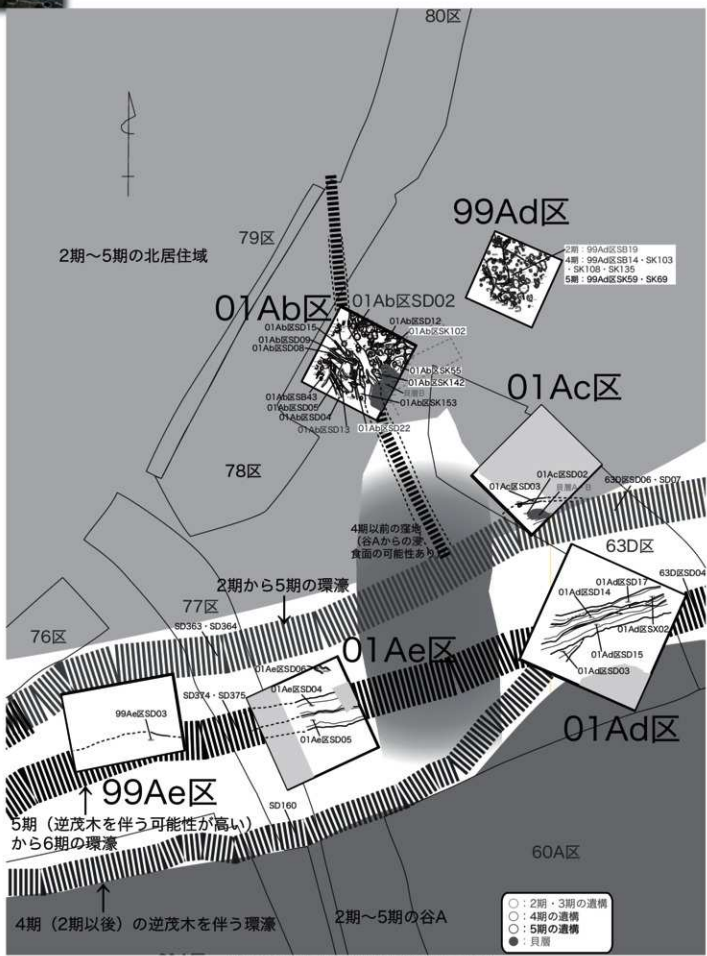 80区
99Ad区
79区
2期：99Ad区SB19
4期：99Ad区SB14・SK103
・SK108・SK135
5期：99Ad区SK59・SK69
2期～5期の北居住域
01Ab区
01Ab区SD02
01Ab区SD15
01Ab区SD12
01Ab区SK102
01Ab区SD09
01Ab区SD08
01Ab区SK55
01Ab区SK142
貝層B
01Ab区SK153
01Ab区SB43
01Ab区SD05
01Ab区SD04
01Ab区SD13
01Ab区SD22
01Ac区
78区
01Ac区SD02
01Ac区SD03
63D区SD06・SD07
4期以前の窪地
（谷Aからの浸
食面の可能性あり
63D区
63D区SD04
2期から5期の環濠
77区
SD363・SD364
76区
01Ad区SD17
01Ad区SD14
01Ad区SX02
01Ad区SD15
01Ad区SD03
01Ae区
01Ae区SD06
01Ae区SD04
SD374・SD375
99Ae区SD03
01Ae区SD05
01Ad区
99Ae区
5期（逆茂木を伴う可能性が高い）
から6期の環濠
SD160
60A区
4期（2期以後）の逆茂木を伴う環濠
2期～5期の谷A
○：2期・3期の遺構
○：4期の遺構
○：5期の遺構
●：貝層